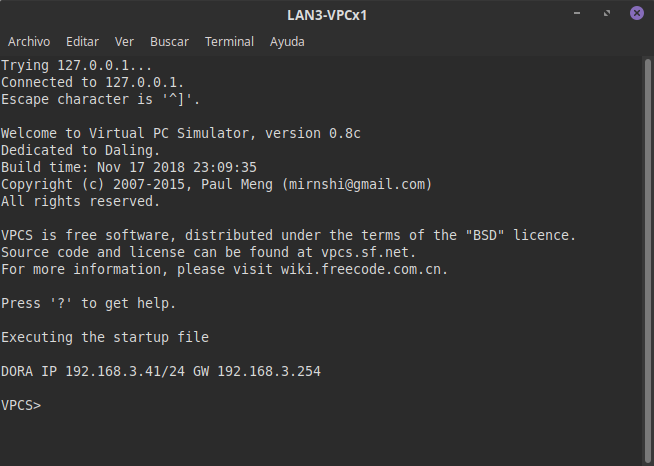 LAN3-VPCx1
Archivo Editar Ver Buscar Terminal Ayuda
Trying 127.0.0.1...
Connected to 127.0.0.1.
Escape character is '^]'.
Welcome to Virtual PC Simulator, version 0.8c
Dedicated to Daling.
Build time: Nov 17 2018 23:09:35
Copyright (c) 2007-2015, Paul Meng (mirnshi@gmail.com)
All rights reserved.
VPCS is free software, distributed under the terms of the "BSD" licence.
Source code and license can be found at vpcs.sf.net.
For more information, please visit wiki.freecode.com.cn.
Press '?' to get help.
Executing the startup file
DORA IP 192.168.3.41/24 GW 192.168.3.254
VPCS>